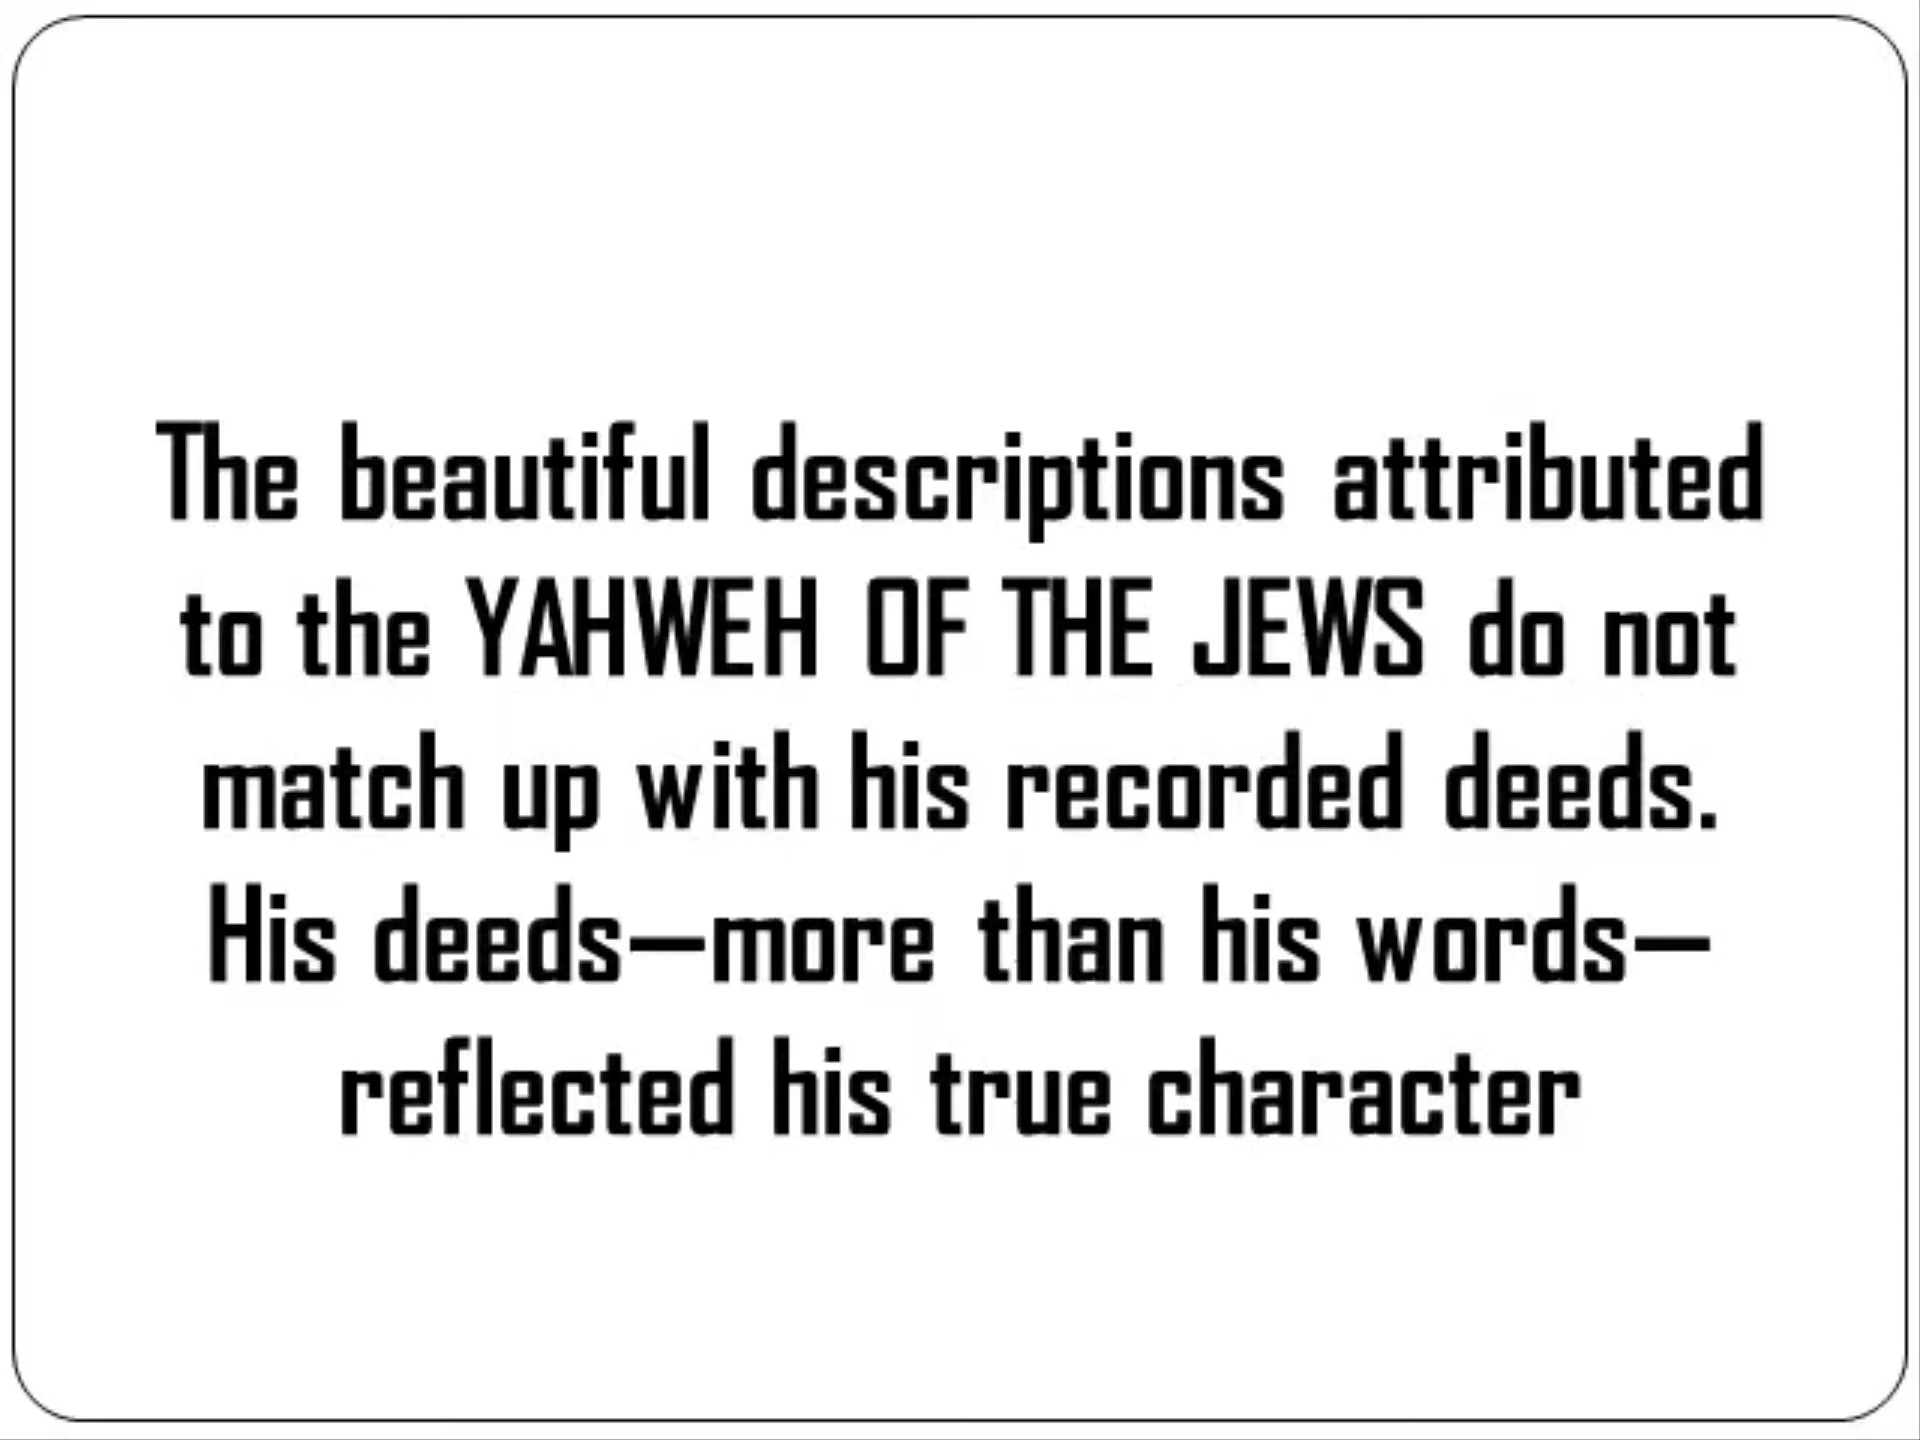 The beautiful descriptions attributed
to the YAHWEH OF THE JEWS do not
match up with his recorded deeds.
His deeds—more than his words—
reflected his true character